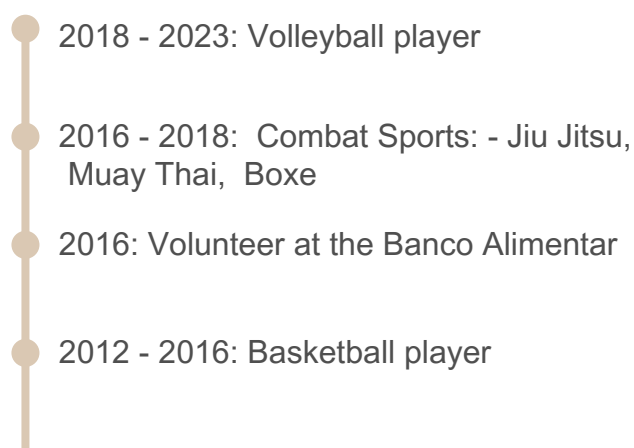 2018 - 2023: Volleyball player
2016 - 2018:  Combat Sports: - Jiu Jitsu,
Muay Thai,  Boxe
2016: Volunteer at the Banco Alimentar
2012 - 2016: Basketball player